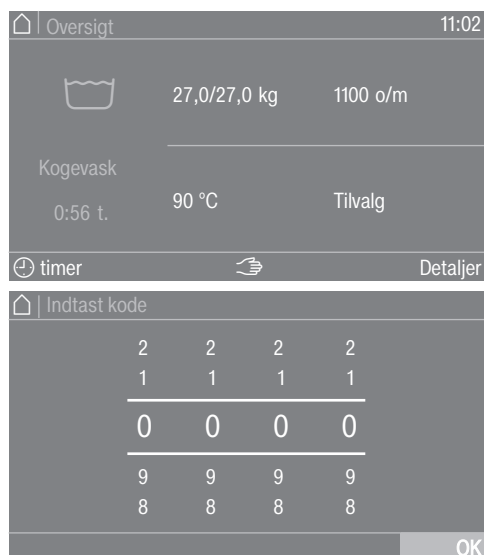 Oversigt 11:02
27,0/27,0 kg 1100 o/m
Kogevask
90 °C Tilvalg
0:56 t.
timer Detaljer
Indtast kode
2 2 2 2
1 1 1 1
0 0 0 0
9 9 9 9
8 8 8 8
OK